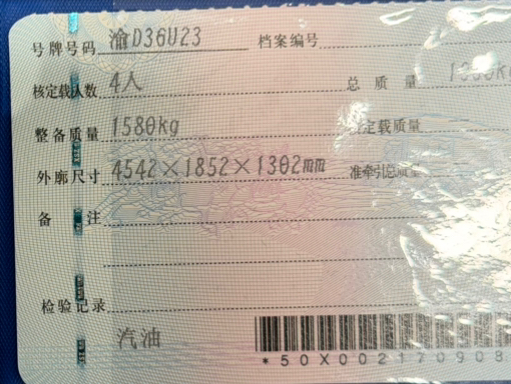 号牌号码 渝D36U23 档案编号
核定载人数 4人 总质量
整备质量 1580kg 核定载质量
外廓尺寸 4542×1852×1302mm 准牵引总质量
备注
检验记录
汽油
*50X002170908